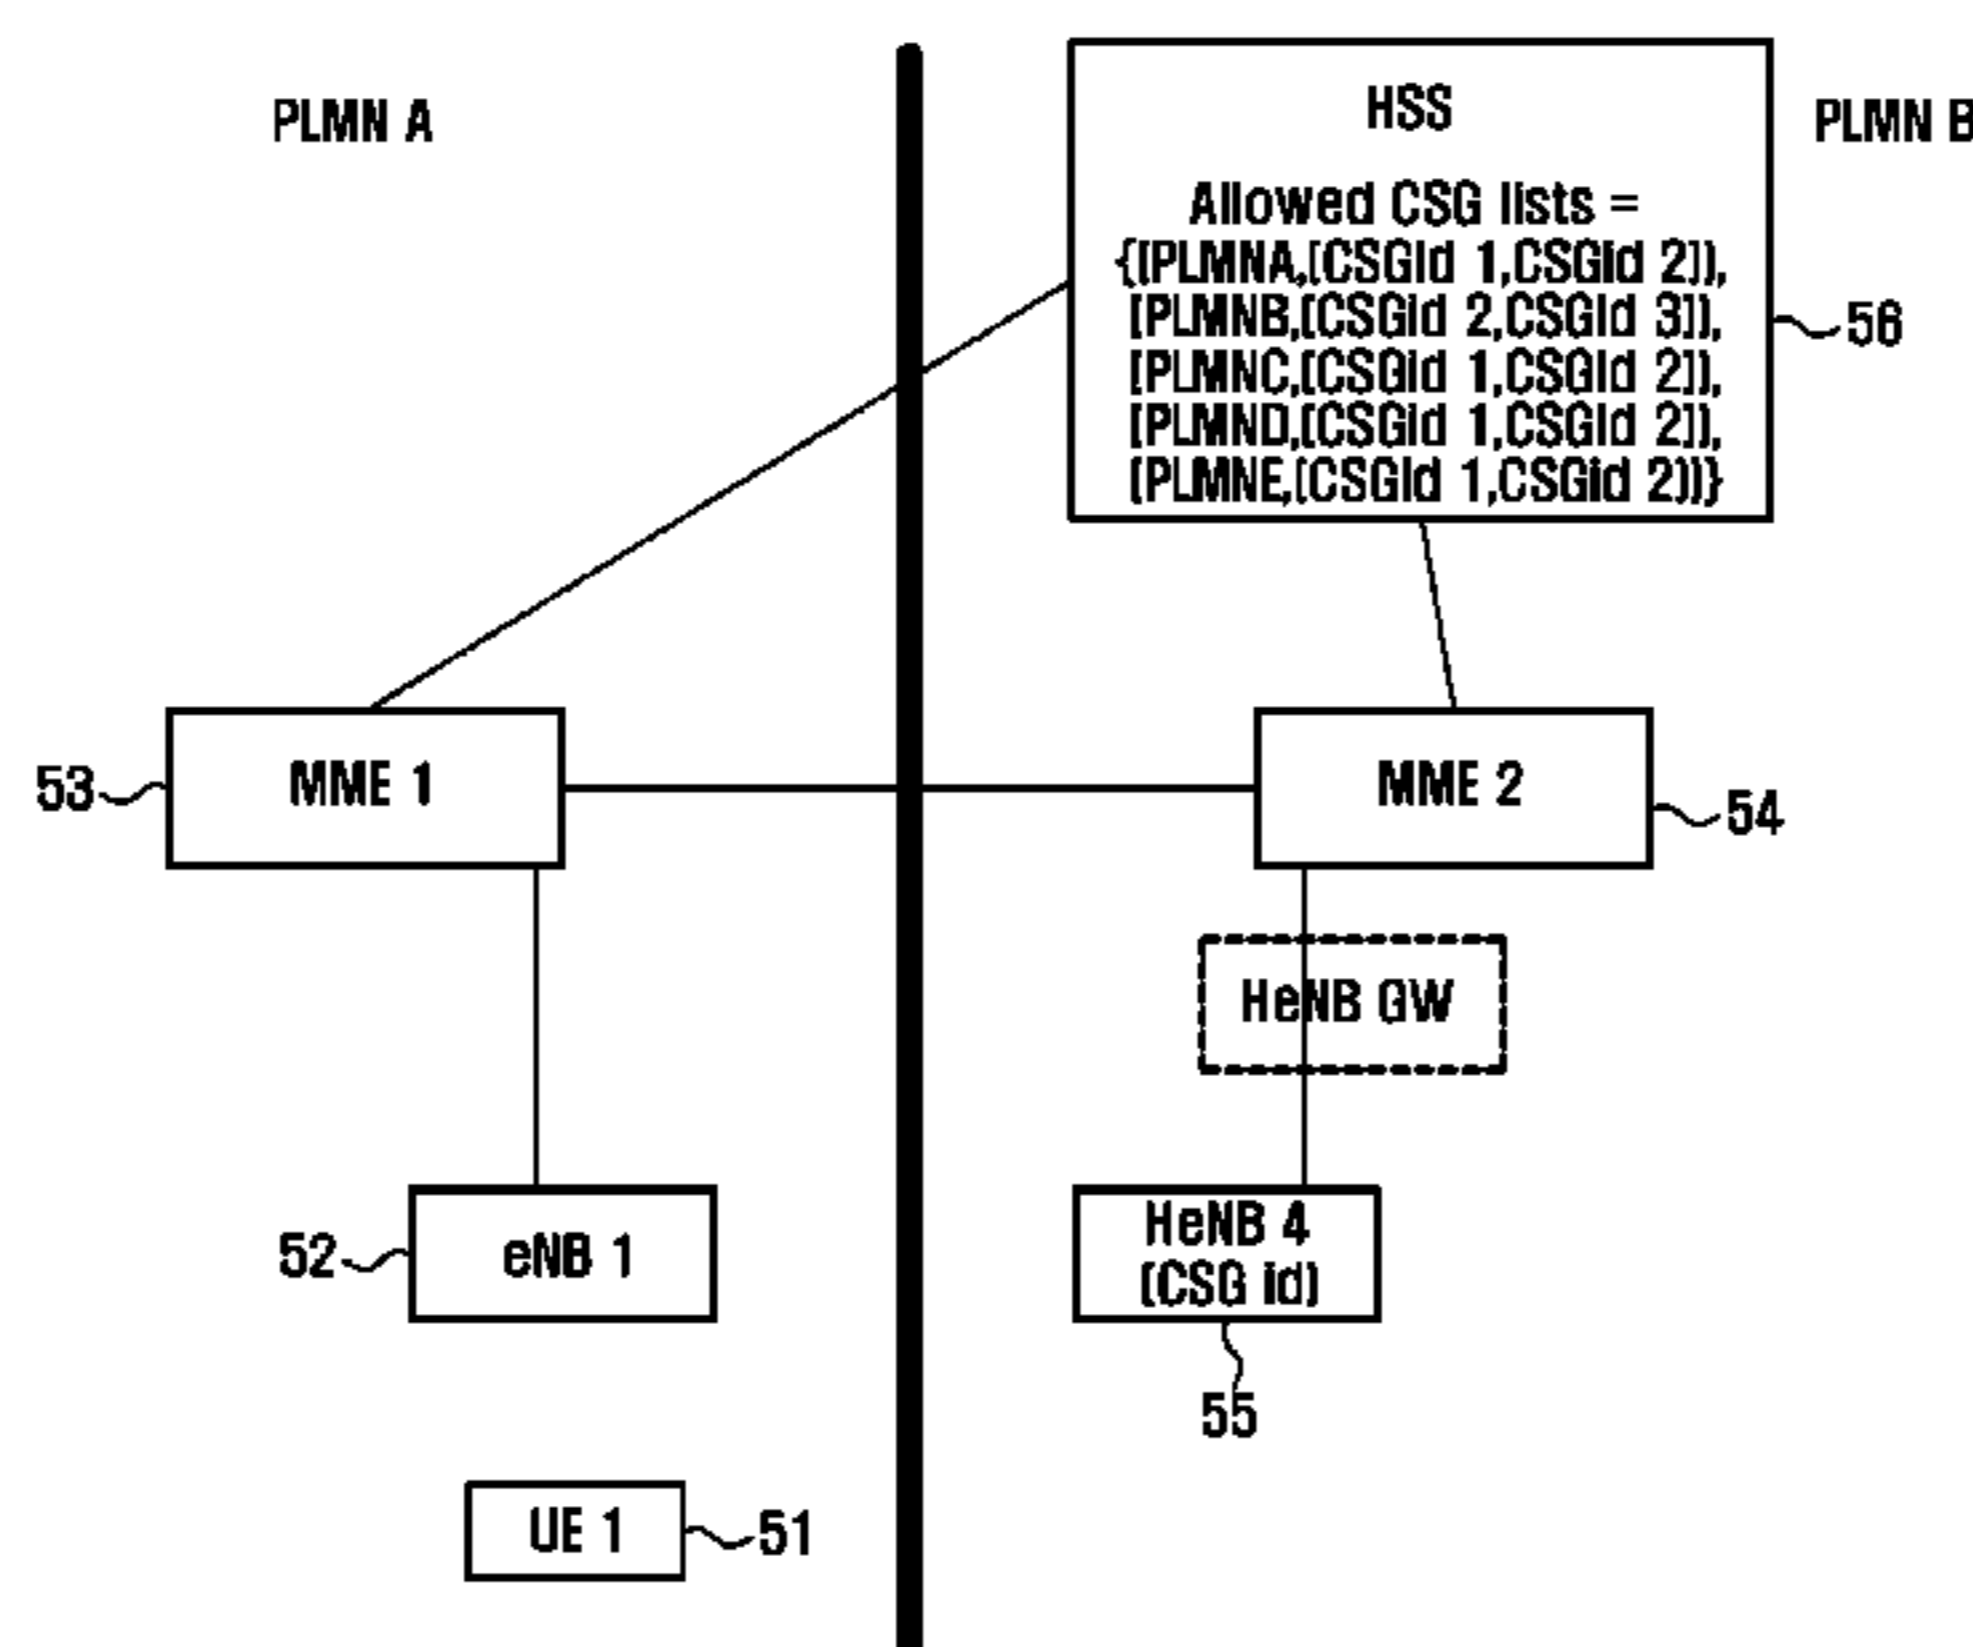 PLMN A
HSS
PLMN B
Allowed CSG lists =
{(PLMNA,(CSGid 1,CSGid 2)),
(PLMNB,(CSGid 2,CSGid 3)),
(PLMNC,(CSGid 1,CSGid 2)),
(PLMND,(CSGid 1,CSGid 2)),
(PLMNE,(CSGid 1,CSGid 2))}
56
53
MME 1
MME 2
54
HeNB GW
52
eNB 1
HeNB 4
(CSG id)
55
UE 1
51